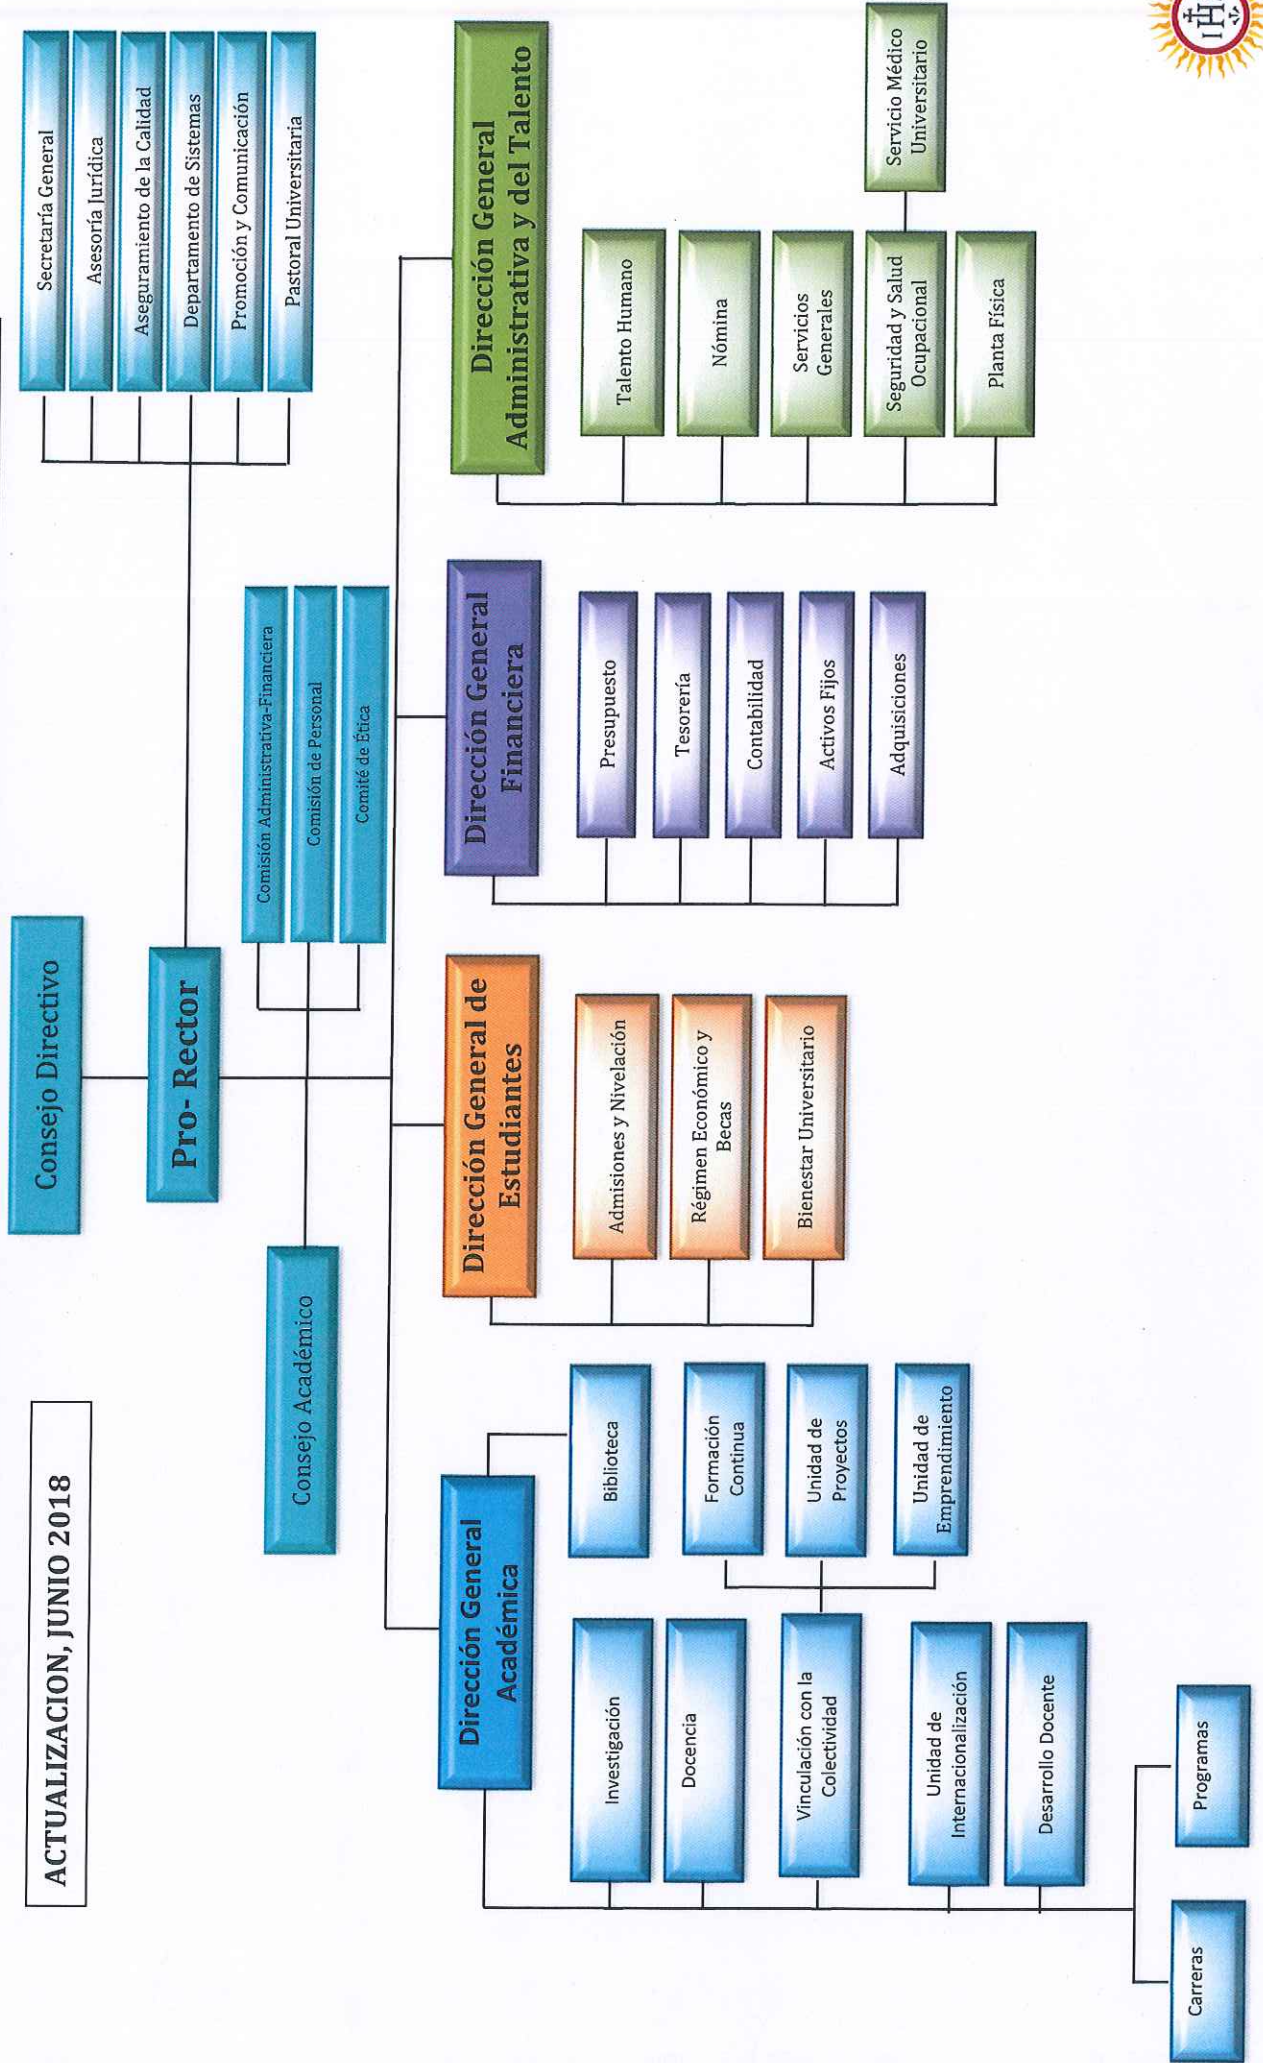 ACTUALIZACION, JUNIO 2018
Consejo Directivo
Pro- Rector
Secretaría General
Asesoría Jurídica
Aseguramiento de la Calidad
Departamento de Sistemas
Promoción y Comunicación
Pastoral Universitaria
Consejo Académico
Comisión Administrativa-Financiera
Comisión de Personal
Comité de Ética
Dirección General
Académica
Biblioteca
Investigación
Docencia
Vinculación con la
Colectividad
Formación
Continua
Unidad de
Proyectos
Unidad de
Emprendimiento
Unidad de
Internacionalización
Desarrollo Docente
Carreras
Programas
Dirección General de
Estudiantes
Admisiones y Nivelación
Régimen Económico y
Becas
Bienestar Universitario
Dirección General
Financiera
Presupuesto
Tesorería
Contabilidad
Activos Fijos
Adquisiciones
Dirección General
Administrativa y del Talento
Talento Humano
Nómina
Servicios
Generales
Seguridad y Salud
Ocupacional
Servicio Médico
Universitario
Planta Física